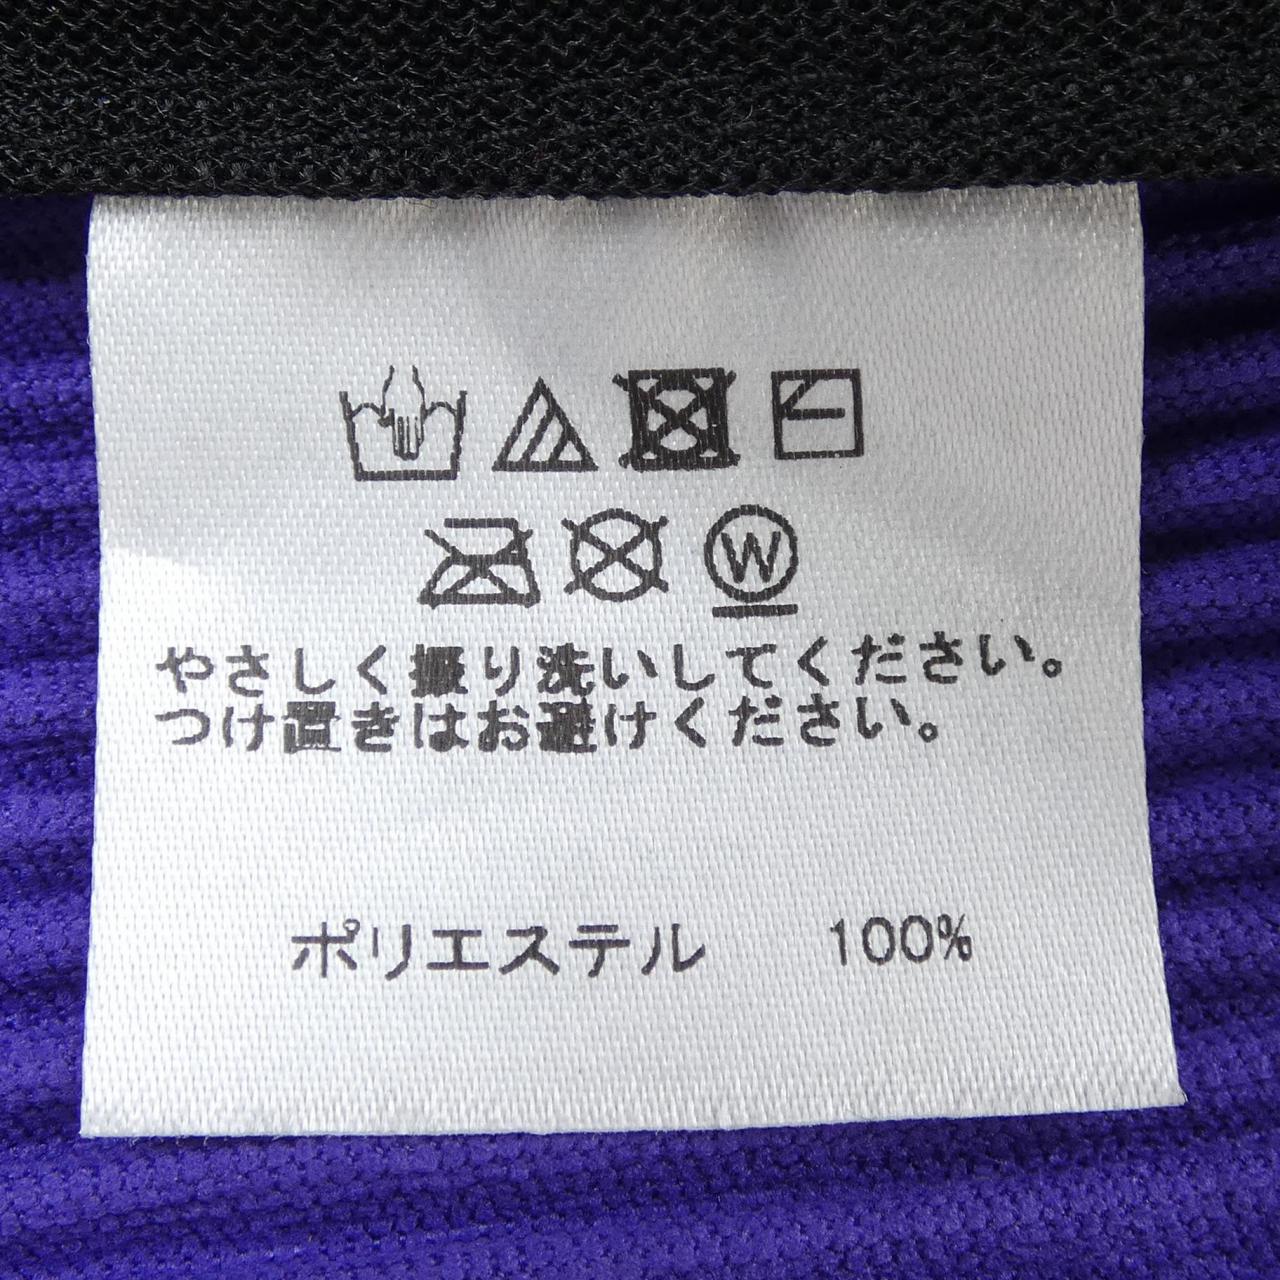 W
やさしく振り洗いしてください。
つけ置きはお避けください。
ポリエステル 100%